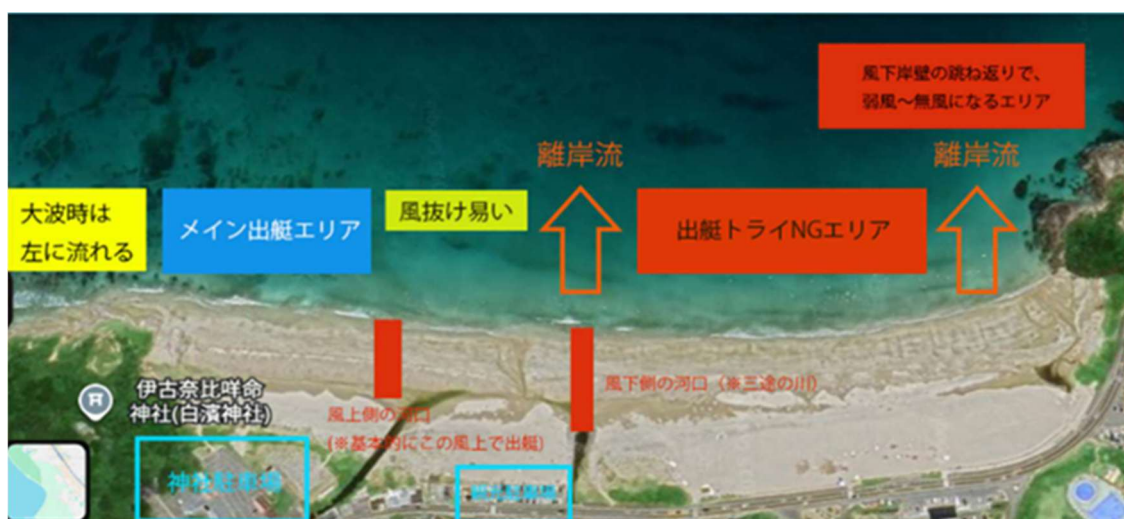 風下岸壁の跳ね返りで、
弱風～無風になるエリア
離岸流
離岸流
大波時は
左に流れる
メイン出艇エリア
風抜け易い
出艇トライNGエリア
伊古奈比咩命
神社(白濱神社)
風下側の河口（※三途の川）
風上側の河口
(※基本的にこの風上で出艇)
神社駐車場